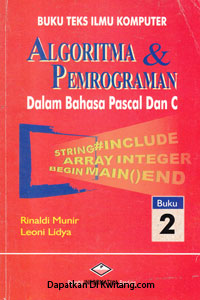 BUKU TEKS ILMU KOMPUTER
ALGORITMA &
PEMROGRAMAN
Dalam Bahasa Pascal Dan C
STRING#INCLUDE
ARRAY INTEGER
BEGIN MAIN()END
Buku
2
Rinaldi Munir
Leoni Lidya
Dapatkan Di Kwitang.com